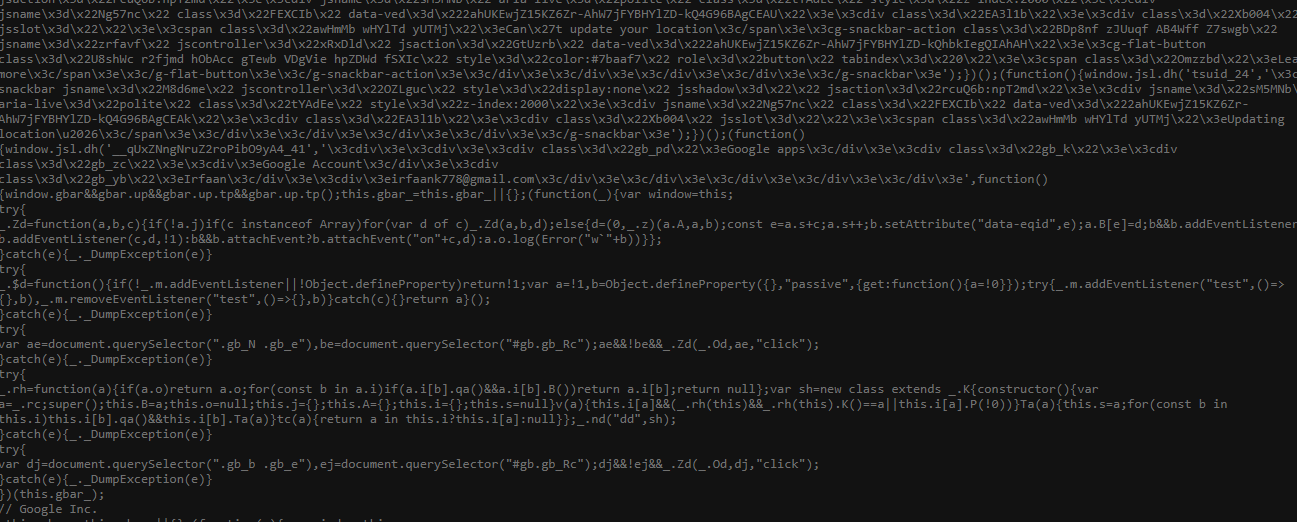 jsname\x3d\x22Ng57nc\x22 class\x3d\x22FEXCIb\x22 data-ved\x3d\x222ahUKEwjZ15KZ6Zr-AhW7jFYBHYlZD-kQ4G96BAgCEAU\x22\x3e\x3cdiv class\x3d\x22EA3l1b\x22\x3e\x3cdiv class\x3d\x22Xb004\x22
jsslot\x3d\x22\x22\x3e\x3cspan class\x3d\x22awHmMb wHYlTd yUTMj\x22\x3eCan\x27t update your location\x3c/span\x3e\x3cg-snackbar-action class\x3d\x22BDp8nf zJUuqf AB4Wff Z7swgb\x22
jsname\x3d\x22zrfavf\x22 jscontroller\x3d\x22xRxDld\x22 jsaction\x3d\x22GtUzrb\x22 data-ved\x3d\x222ahUKEwjZ15KZ6Zr-AhW7jFYBHYlZD-kQhbkIegQIAhAH\x22\x3e\x3cg-flat-button
class\x3d\x22U8shWc r2fjmd hObAcc gTewb VDgVie hpZDWd fSXIc\x22 style\x3d\x22color:#7baaf7\x22 role\x3d\x22button\x22 tabindex\x3d\x220\x22\x3e\x3cspan class\x3d\x22Omzzbd\x22\x3eLea
more\x3c/span\x3e\x3c/g-flat-button\x3e\x3c/g-snackbar-action\x3e\x3c/div\x3e\x3c/div\x3e\x3c/div\x3e\x3c/div\x3e\x3c/g-snackbar\x3e');})();(function(){window.jsl.dh('tsuid_24','\x3c
snackbar jsname\x3d\x22M8d6me\x22 jscontroller\x3d\x22OZLguc\x22 style\x3d\x22display:none\x22 jsshadow\x3d\x22\x22 jsaction\x3d\x22rcuQ6b:npT2md\x22\x3e\x3cdiv jsname\x3d\x22sM5MNb\
aria-live\x3d\x22polite\x22 class\x3d\x22tYAdEe\x22 style\x3d\x22z-index:2000\x22\x3e\x3cdiv jsname\x3d\x22Ng57nc\x22 class\x3d\x22FEXCIb\x22 data-ved\x3d\x222ahUKEwjZ15KZ6Zr-
AhW7jFYBHYlZD-kQ4G96BAgCEAk\x22\x3e\x3cdiv class\x3d\x22EA3l1b\x22\x3e\x3cdiv class\x3d\x22Xb004\x22 jsslot\x3d\x22\x22\x3e\x3cspan class\x3d\x22awHmMb wHYlTd yUTMj\x22\x3eUpdating
location\u2026\x3c/span\x3e\x3c/div\x3e\x3c/div\x3e\x3c/div\x3e\x3c/div\x3e\x3c/g-snackbar\x3e');})();(function()
{window.jsl.dh('__qUxZNngNruZ2roPibO9yA4_41','\x3cdiv\x3e\x3cdiv\x3e\x3cdiv class\x3d\x22gb_pd\x22\x3eGoogle apps\x3c/div\x3e\x3cdiv class\x3d\x22gb_k\x22\x3e\x3cdiv
class\x3d\x22gb_zc\x22\x3e\x3cdiv\x3eGoogle Account\x3c/div\x3e\x3cdiv
class\x3d\x22gb_yb\x22\x3eIrfaan\x3c/div\x3e\x3cdiv\x3eirfaank778@gmail.com\x3c/div\x3e\x3c/div\x3e\x3c/div\x3e\x3c/div\x3e\x3c/div\x3e',function()
{window.gbar&&gbar.up&&gbar.up.tp&&gbar.up.tp();this.gbar_=this.gbar_||{};(function(_){var window=this;
try{
_.Zd=function(a,b,c){if(!a.j)if(c instanceof Array)for(var d of c)_.Zd(a,b,d);else{d=(0,_.z)(a.A,a,b);const e=a.s+c;a.s++;b.setAttribute("data-eqid",e);a.B[e]=d;b&&b.addEventListener
b.addEventListener(c,d,!1):b&&b.attachEvent?b.attachEvent("on"+c,d):a.o.log(Error("w`"+b))}};
}catch(e){_._DumpException(e)}
try{
_.$d=function(){if(!_.m.addEventListener||!Object.defineProperty)return!1;var a=!1,b=Object.defineProperty({},"passive",{get:function(){a=!0}});try{_.m.addEventListener("test",()=>
{},b),_.m.removeEventListener("test",()=>{},b)}catch(c){}return a}();
}catch(e){_._DumpException(e)}
try{
var ae=document.querySelector(".gb_N .gb_e"),be=document.querySelector("#gb.gb_Rc");ae&&!be&&_.Zd(_.Od,ae,"click");
}catch(e){_._DumpException(e)}
try{
_.rh=function(a){if(a.o)return a.o;for(const b in a.i)if(a.i[b].qa()&&a.i[b].B())return a.i[b];return null};var sh=new class extends _.K{constructor(){var
a=_.rc;super();this.B=a;this.o=null;this.j={};this.A={};this.i={};this.s=null}v(a){this.i[a]&&(_.rh(this)&&_.rh(this).K()==a||this.i[a].P(!0))}Ta(a){this.s=a;for(const b in
this.i)this.i[b].qa()&&this.i[b].Ta(a)}tc(a){return a in this.i?this.i[a]:null}};_.nd("dd",sh);
}catch(e){_._DumpException(e)}
try{
var dj=document.querySelector(".gb_b .gb_e"),ej=document.querySelector("#gb.gb_Rc");dj&&!ej&&_.Zd(_.Od,dj,"click");
}catch(e){_._DumpException(e)}
})(this.gbar_);
// Google Inc.